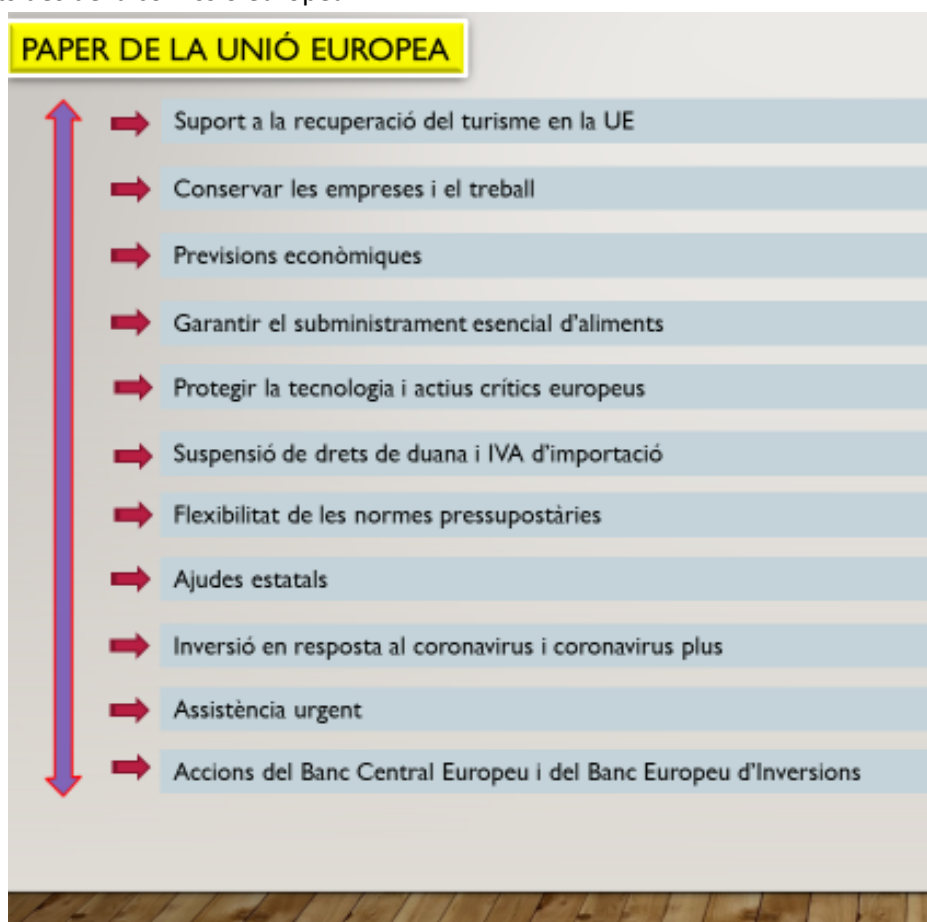 PAPER DE LA UNIÓ EUROPEA
Suport a la recuperació del turisme en la UE
Conservar les empreses i el treball
Previsions econòmiques
Garantir el subministrament esencial d'aliments
Protegir la tecnologia i actius crítics europeus
Suspensió de drets de duana i IVA d'importació
Flexibilitat de les normes pressupostàries
Ajudes estatals
Inversió en resposta al coronavirus i coronavirus plus
Assistència urgent
Accions del Banc Central Europeu i del Banc Europeu d'Inversions